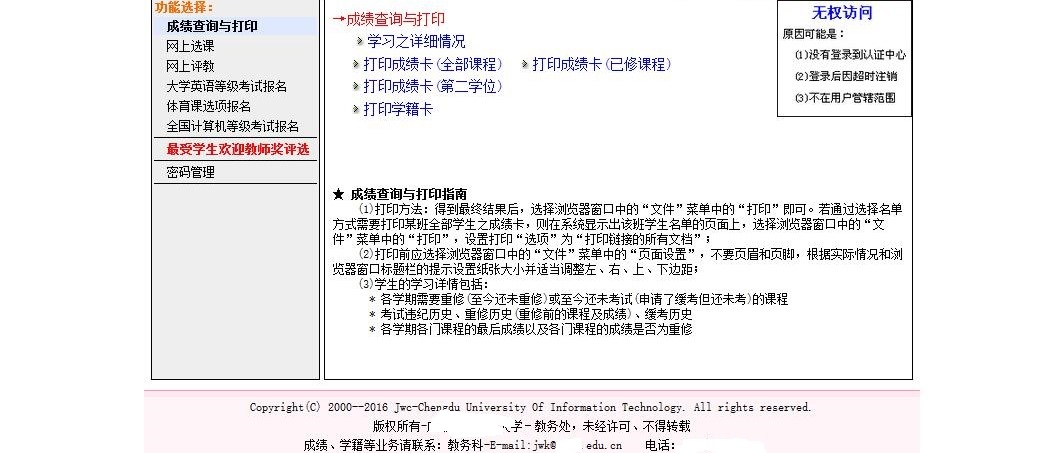 功能选择：
成绩查询与打印
网上选课
网上评教
大学英语等级考试报名
体育课选项报名
全国计算机等级考试报名
最受学生欢迎教师奖评选
密码管理
→成绩查询与打印
学习之详细情况
打印成绩卡(全部课程) 打印成绩卡(已修课程)
打印成绩卡(第二学位)
打印学籍卡
无权访问
原因可能是：
(1)没有登录到认证中心
(2)登录后因超时注销
(3)不在用户管辖范围
★ 成绩查询与打印指南
(1)打印方法：得到最终结果后，选择浏览器窗口中的“文件”菜单中的“打印”即可。若通过选择名单
方式需要打印某班全部学生之成绩卡，则在系统显示出该班学生名单的页面上，选择浏览器窗口中的“文
件”菜单中的“打印”，设置打印“选项”为“打印链接的所有文档”；
(2)打印前应选择浏览器窗口中的“文件”菜单中的“页面设置”，不要页眉和页脚，根据实际情况和浏
览器窗口标题栏的提示设置纸张大小并适当调整左、右、上、下边距；
(3)学生的学习详情包括：
* 各学期需要重修(至今还未重修)或至今还未考试(申请了缓考但还未考)的课程
* 考试违纪历史、重修历史(重修前的课程及成绩)、缓考历史
* 各学期各门课程的最后成绩以及各门课程的成绩是否为重修
Copyright(C) 2000--2016 Jwc-Chengdu University Of Information Technology. All rights reserved.
版权所有- 学- 教务处，未经许可、不得转载
成绩、学籍等业务请联系：教务科-E-mail:jwk@ .edu.cn 电话：